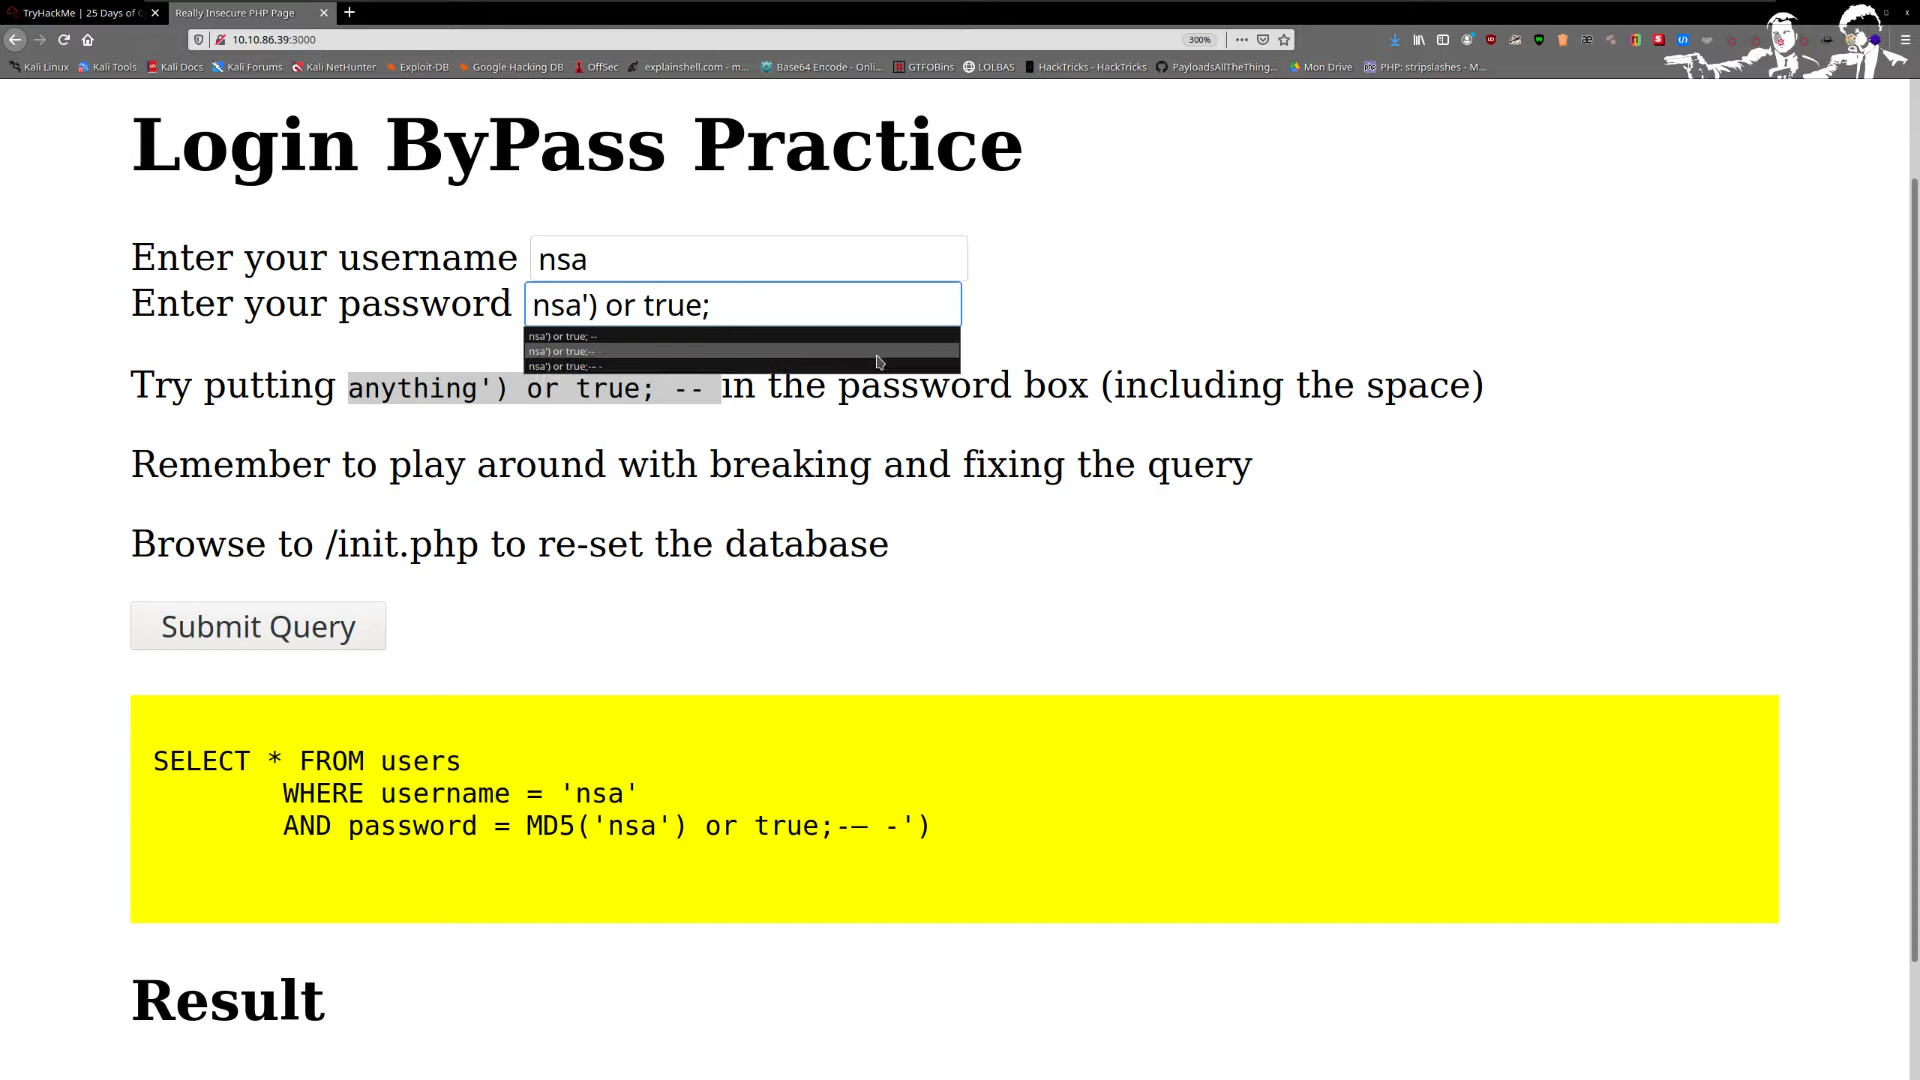 TryHackMe | 25 Days of C
Really Insecure PHP Page
10.10.86.39:3000
300%
Kali Linux
Kali Tools
Kali Docs
Kali Forums
Kali NetHunter
Exploit-DB
Google Hacking DB
OffSec
explainshell.com - m...
Base64 Encode - Onli...
GTFOBins
LOLBAS
HackTricks - HackTricks
PayloadsAllTheThing...
Mon Drive
PHP: stripslashes - M...
Login ByPass Practice
Enter your username nsa
Enter your password nsa') or true;
nsa') or true; --
nsa') or true;--
nsa') or true;-- -
Try putting anything') or true; -- in the password box (including the space)
Remember to play around with breaking and fixing the query
Browse to /init.php to re-set the database
Submit Query
SELECT * FROM users
WHERE username = 'nsa'
AND password = MD5('nsa') or true;-— -')
Result